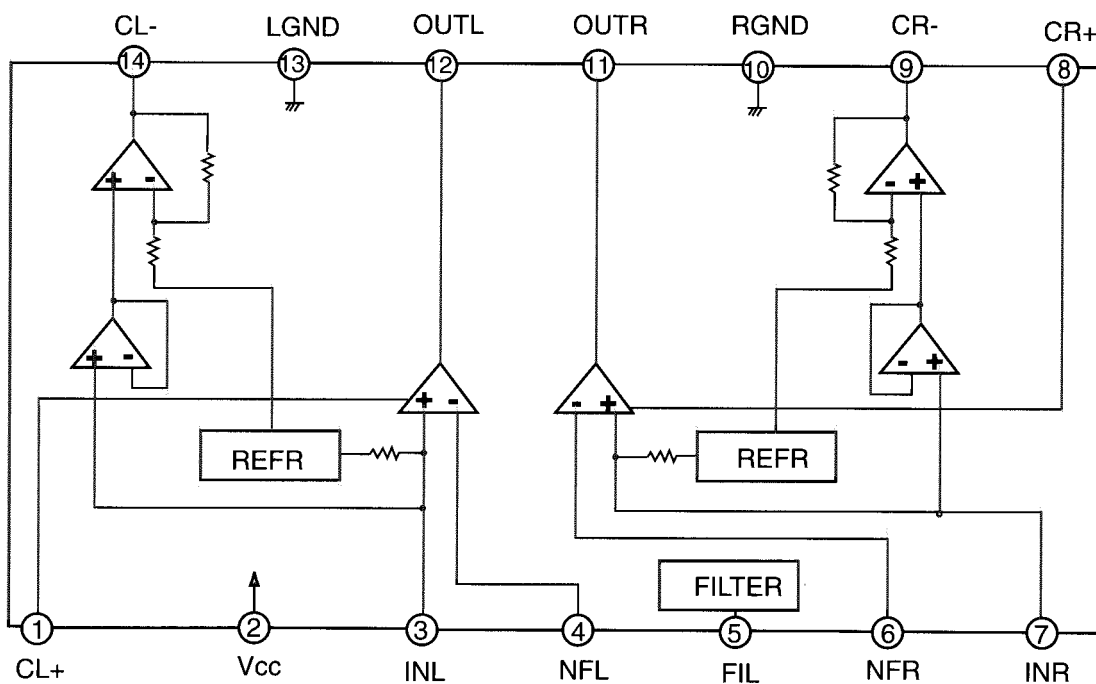 CL- LGND OUTL OUTR RGND CR- CR+
14 13 12 11 10 9 8
+ - - +
+ - - +
+ - - +
REFR REFR
FILTER
1 2 3 4 5 6 7
CL+ Vcc INL NFL FIL NFR INR